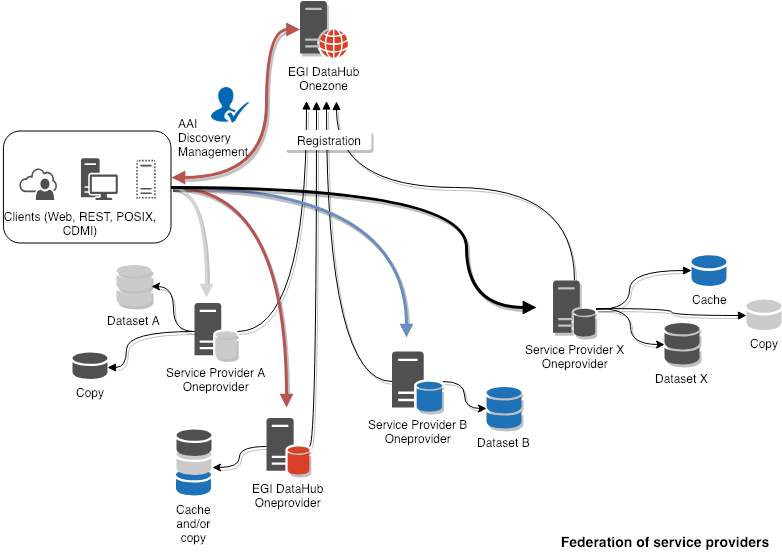 EGI DataHub
Onezone
AAI
Discovery
Management
Registration
Clients (Web, REST, POSIX,
CDMI)
Dataset A
Copy
Service Provider A
Oneprovider
Cache
Copy
Service Provider X
Oneprovider
Dataset X
Service Provider B
Oneprovider
Dataset B
EGI DataHub
Oneprovider
Cache
and/or
copy
Federation of service providers